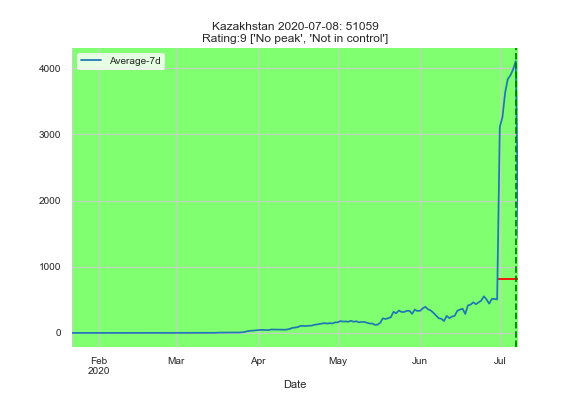 Kazakhstan 2020-07-08: 51059
Rating:9 ['No peak', 'Not in control']
Average-7d
4000
3000
2000
1000
0
Feb
2020
Mar
Apr
May
Jun
Jul
Date